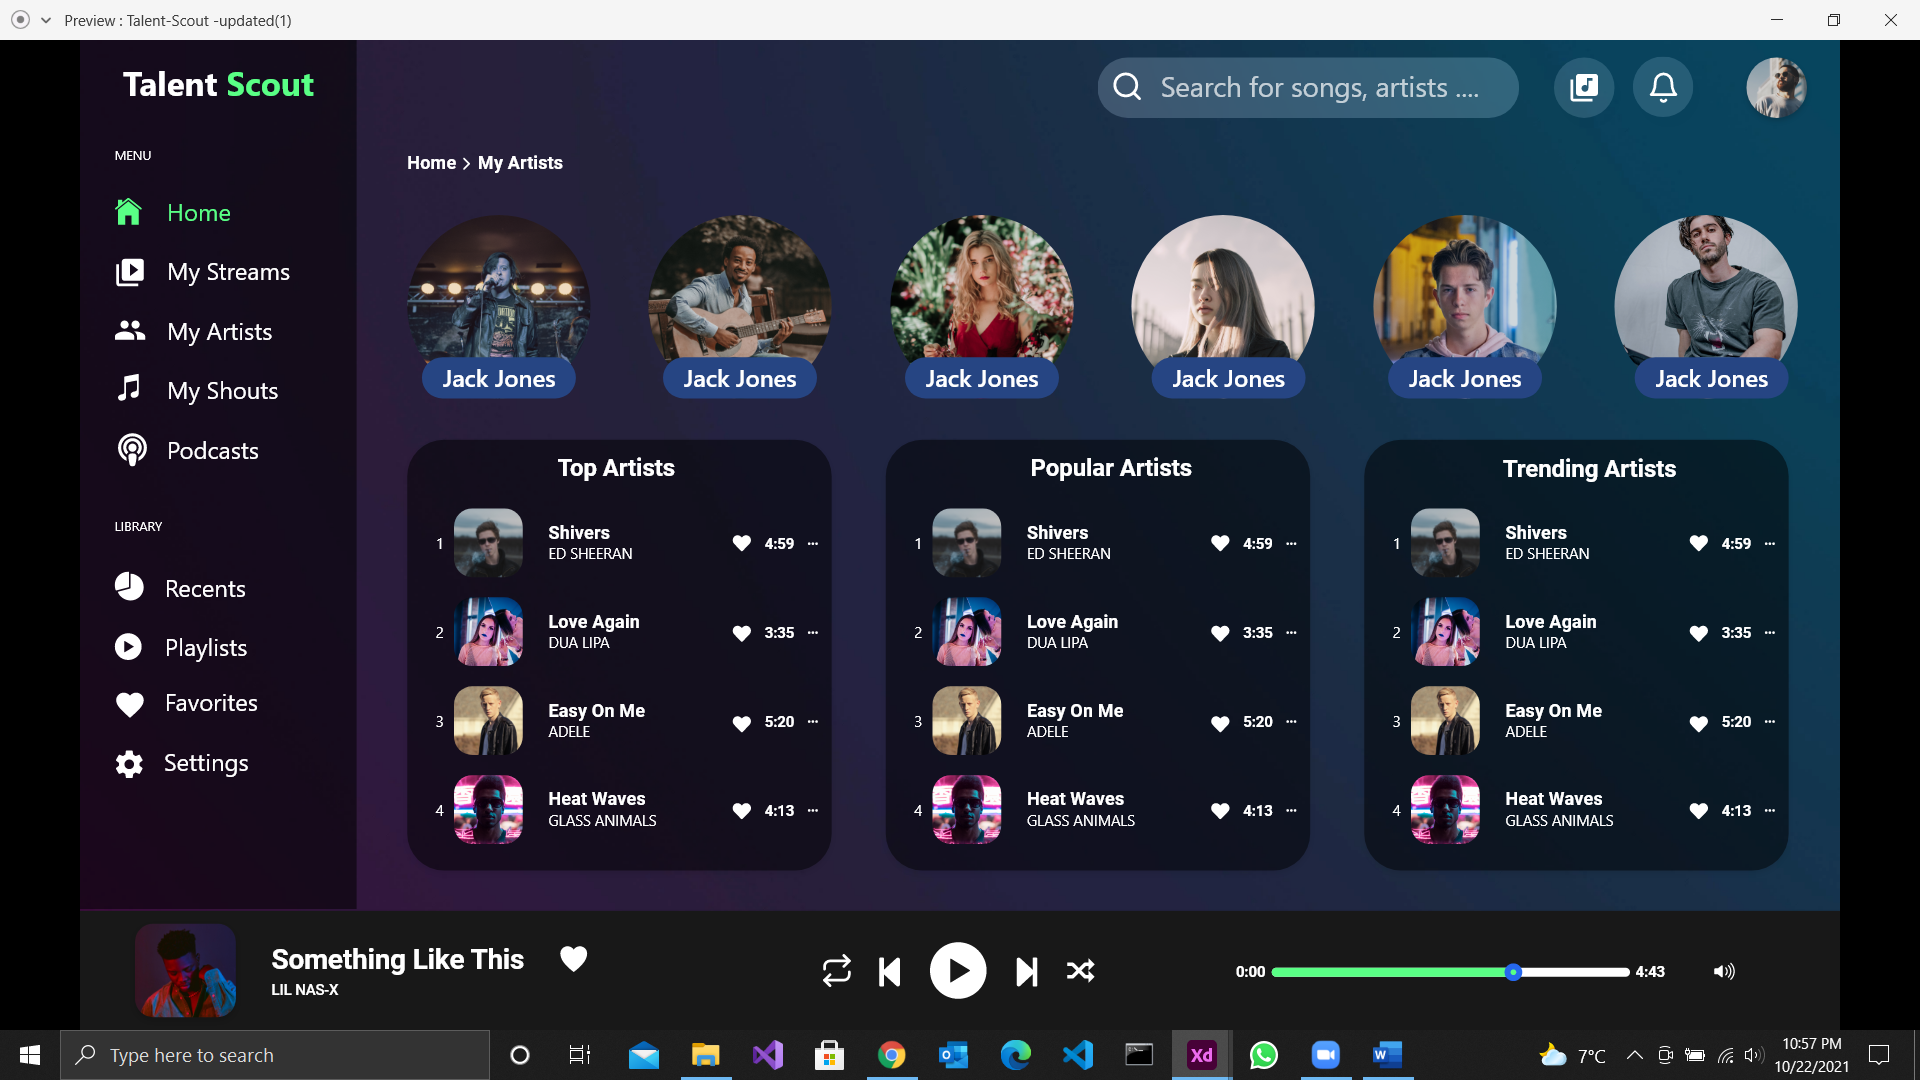 Preview : Talent-Scout -updated(1)
Talent Scout
Search for songs, artists ....
MENU
Home
My Streams
My Artists
My Shouts
Podcasts
LIBRARY
Recents
Playlists
Favorites
Settings
Home > My Artists
Jack Jones
Jack Jones
Jack Jones
Jack Jones
Jack Jones
Jack Jones
Top Artists
1
Shivers
4:59
ED SHEERAN
2
Love Again
3:35
DUA LIPA
3
Easy On Me
5:20
ADELE
4
Heat Waves
4:13
GLASS ANIMALS
Popular Artists
1
Shivers
4:59
ED SHEERAN
2
Love Again
3:35
DUA LIPA
3
Easy On Me
5:20
ADELE
4
Heat Waves
4:13
GLASS ANIMALS
Trending Artists
1
Shivers
4:59
ED SHEERAN
2
Love Again
3:35
DUA LIPA
3
Easy On Me
5:20
ADELE
4
Heat Waves
4:13
GLASS ANIMALS
Something Like This
LIL NAS-X
0:00
4:43
Type here to search
Xd
W
7°C
10:57 PM
10/22/2021